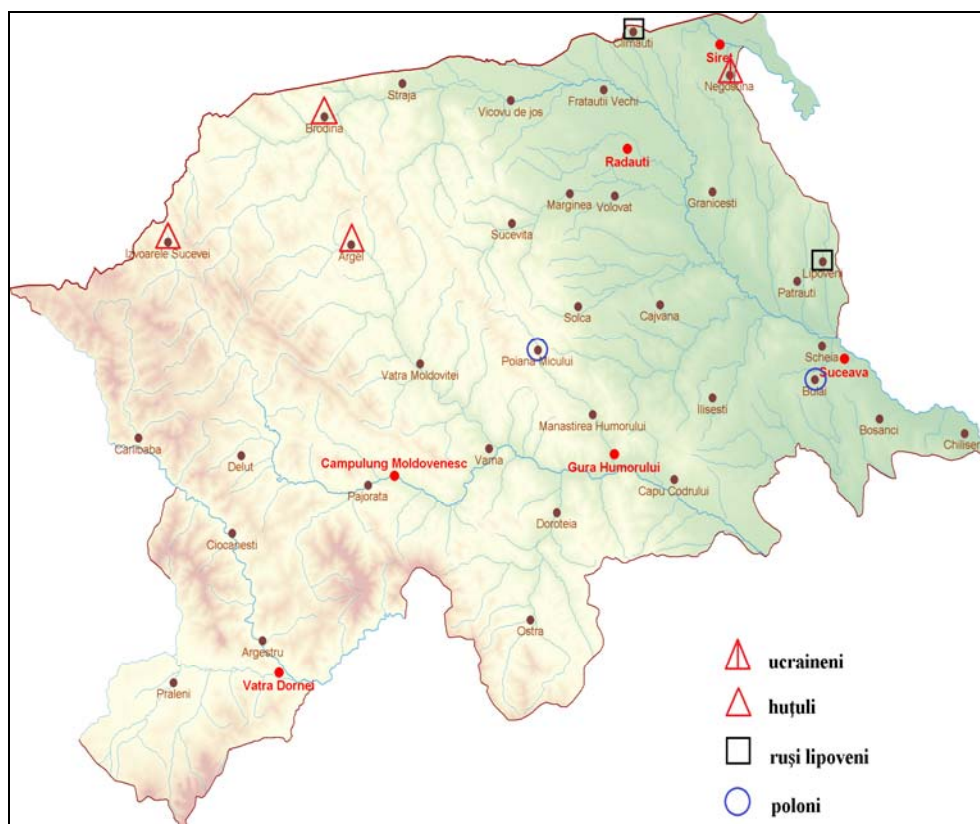 Climauti
Siret
Negostina
Straja
Vicovu de jos
Fratautii Vechi
Brodina
Radauti
Marginea
Volovat
Granicesti
Sucevita
Izvoarele Sucevei
Argel
Lipoveni
Patrauti
Solca
Cajvana
Scheia
Suceava
Poiana Micului
Vatra Moldovitei
Bulai
Ilisesti
Manastirea Humorului
Bosanci
Chiliseni
Carlibaba
Delut
Campulung Moldovenesc
Vama
Gura Humorului
Pajorata
Capu Codrului
Doroteia
Ciocanesti
Ostra
Argestru
Vatra Dornei
Praleni
ucraineni
huțuli
ruși lipoveni
poloni